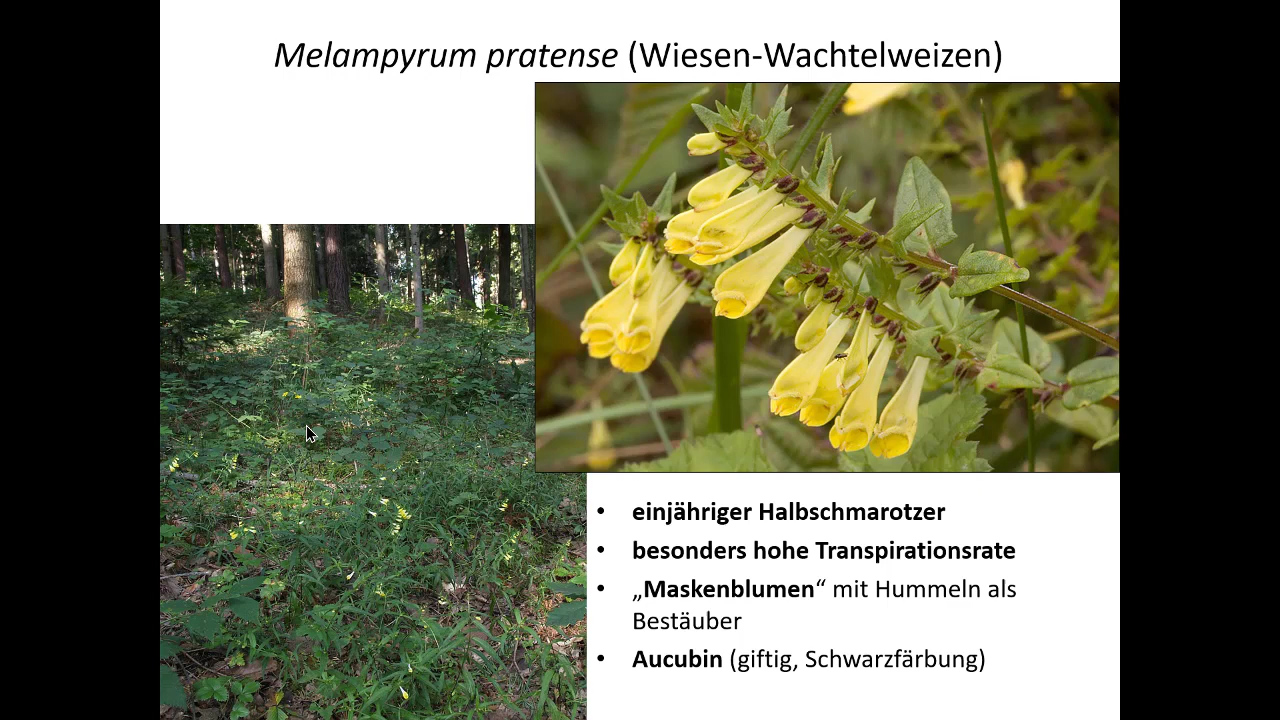 Melampyrum pratense (Wiesen-Wachtelweizen)
• einjähriger Halbschmarotzer
• besonders hohe Transpirationsrate
• „Maskenblumen“ mit Hummeln als
Bestäuber
• Aucubin (giftig, Schwarzfärbung)